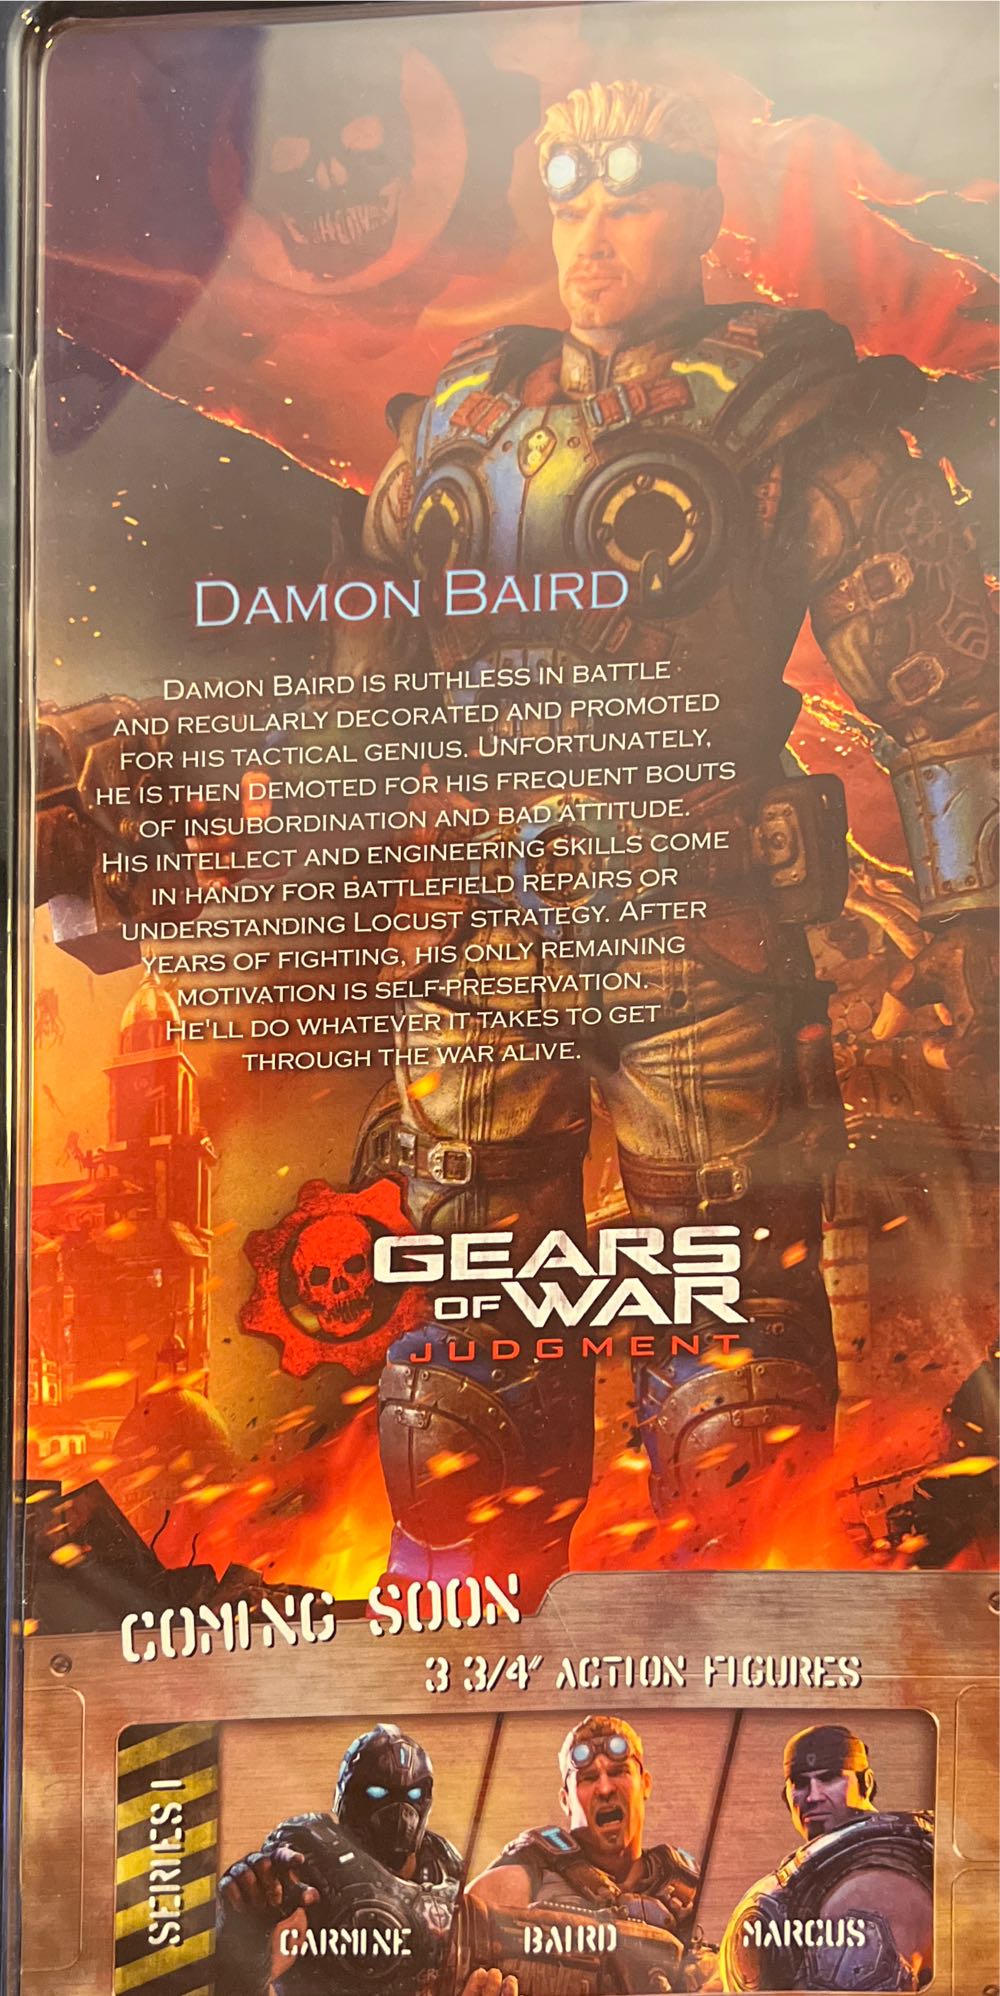 DAMON BAIRD
DAMON BAIRD IS RUTHLESS IN BATTLE
AND REGULARLY DECORATED AND PROMOTED
FOR HIS TACTICAL GENIUS. UNFORTUNATELY,
HE IS THEN DEMOTED FOR HIS FREQUENT BOUTS
OF INSUBORDINATION AND BAD ATTITUDE.
HIS INTELLECT AND ENGINEERING SKILLS COME
IN HANDY FOR BATTLEFIELD REPAIRS OR
UNDERSTANDING LOCUST STRATEGY. AFTER
YEARS OF FIGHTING, HIS ONLY REMAINING
MOTIVATION IS SELF-PRESERVATION.
HE'LL DO WHATEVER IT TAKES TO GET
THROUGH THE WAR ALIVE.
GEARS
OF WAR
JUDGMENT
COMING SOON
3 3/4" ACTION FIGURES
SERIES 1
CARMINE
BAIRD
MARCUS